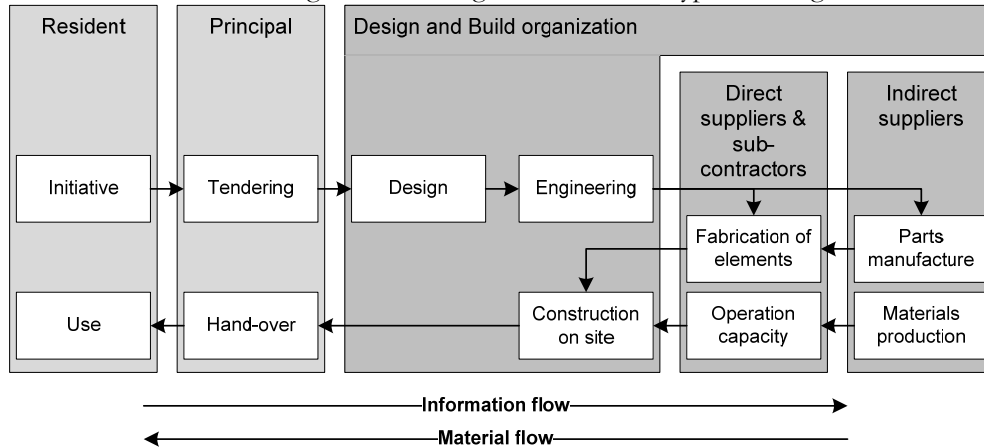 Resident
Principal
Design and Build organization
Direct
suppliers &
sub-
contractors
Indirect
suppliers
Initiative
Tendering
Design
Engineering
Fabrication of
elements
Parts
manufacture
Use
Hand-over
Construction
on site
Operation
capacity
Materials
production
Information flow
Material flow